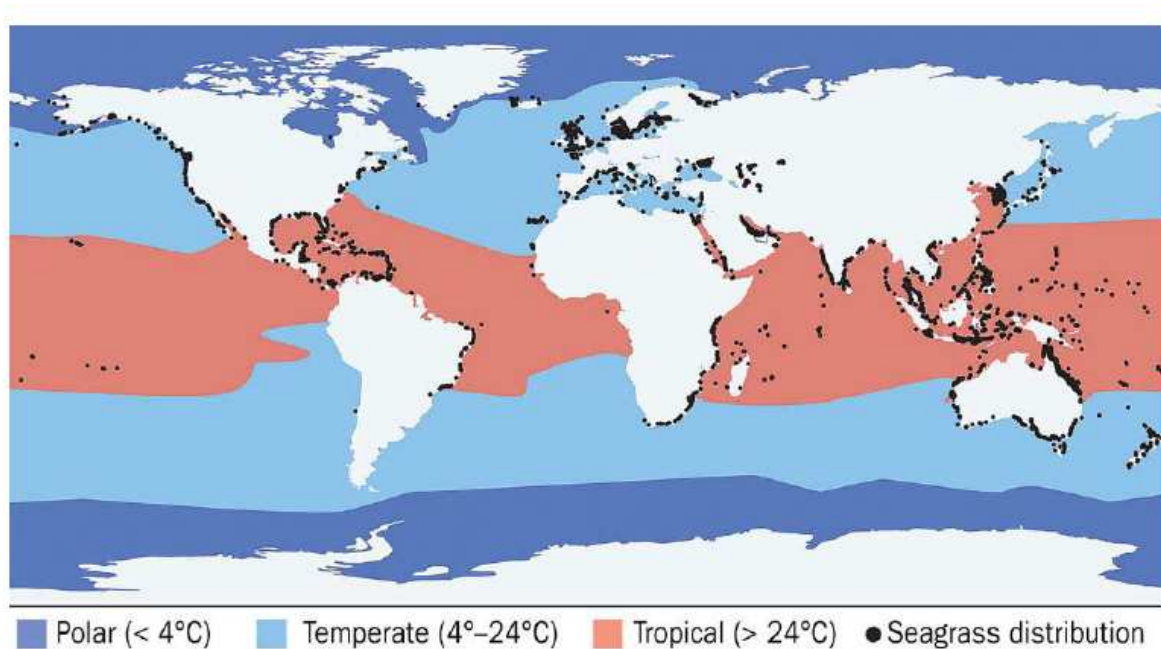 Polar (< 4°C) Temperate (4°–24°C) Tropical (> 24°C) ● Seagrass distribution